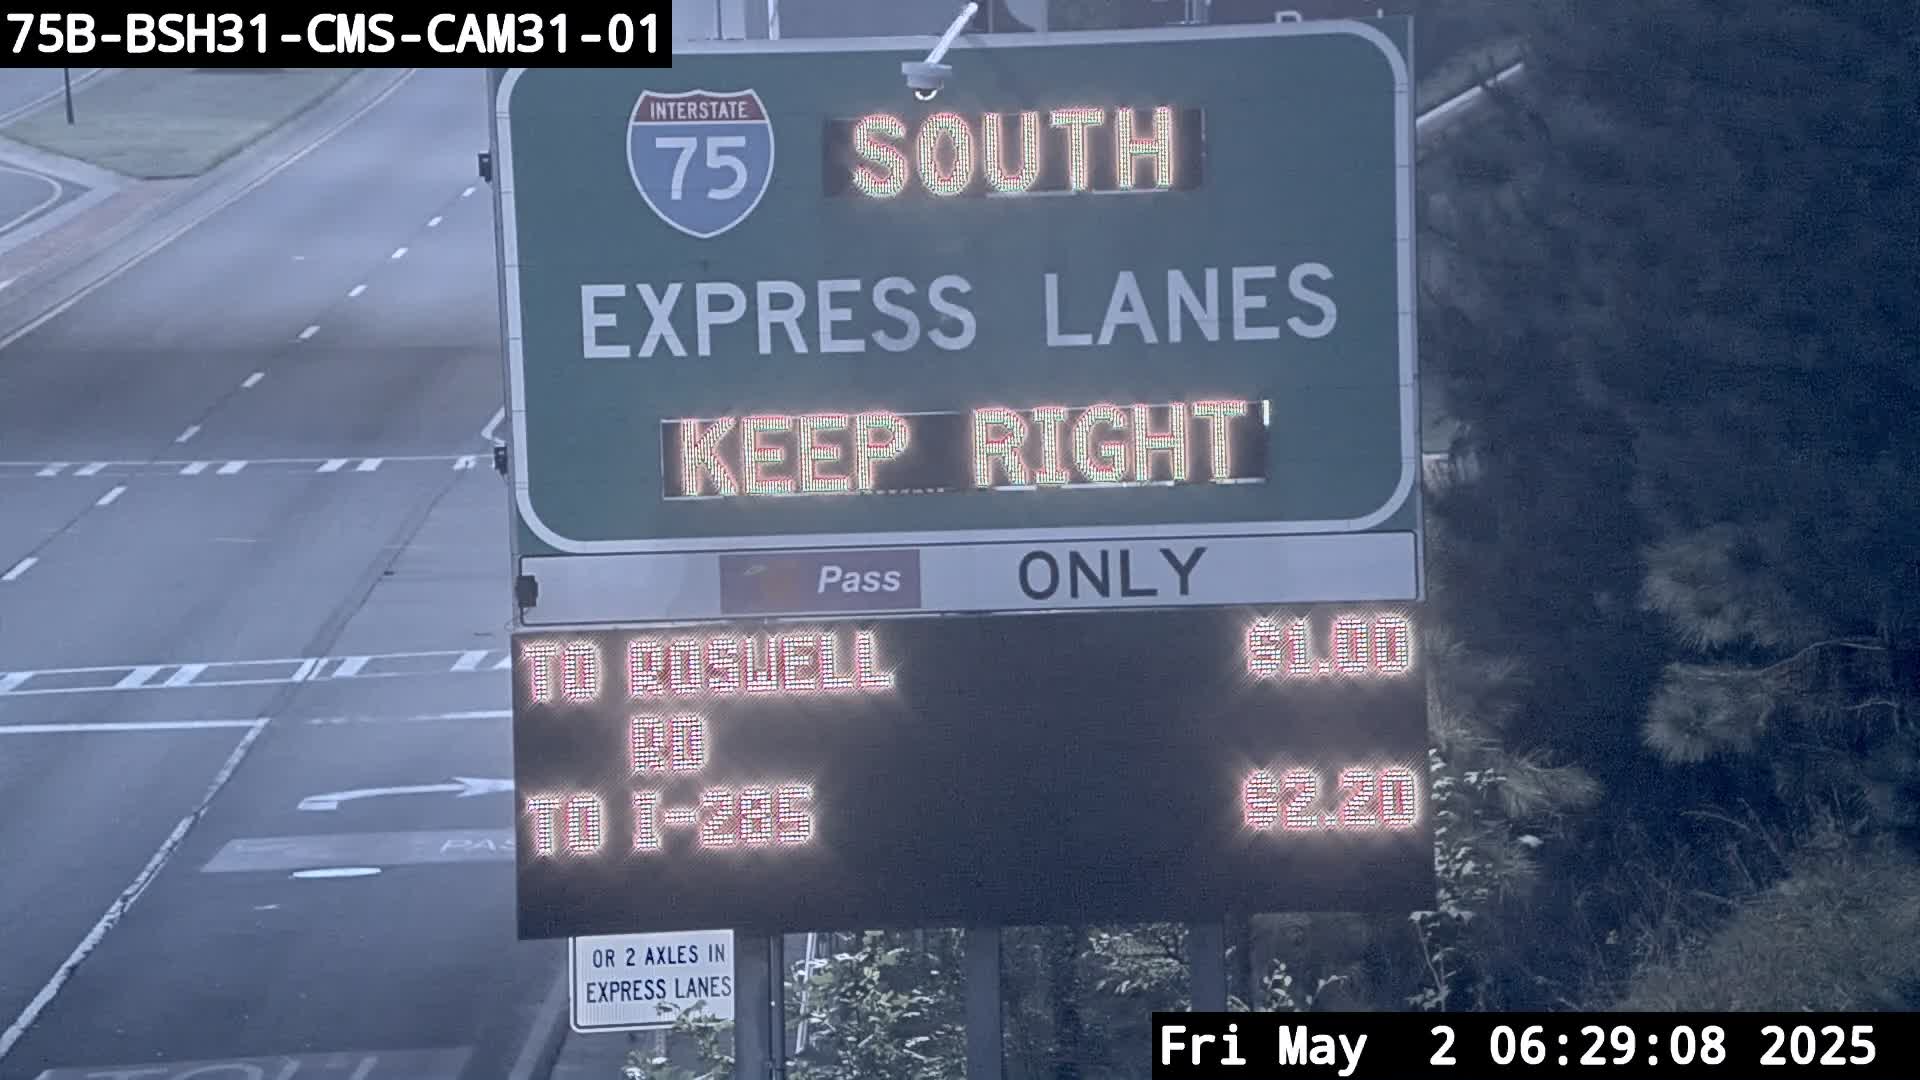 75B-BSH31-CMS-CAM31-01
INTERSTATE
75
SOUTH
EXPRESS LANES
KEEP RIGHT
Pass ONLY
TO ROSWELL $1.00
RD
TO I-285 $2.20
OR 2 AXLES IN
EXPRESS LANES
Fri May 2 06:29:08 2025